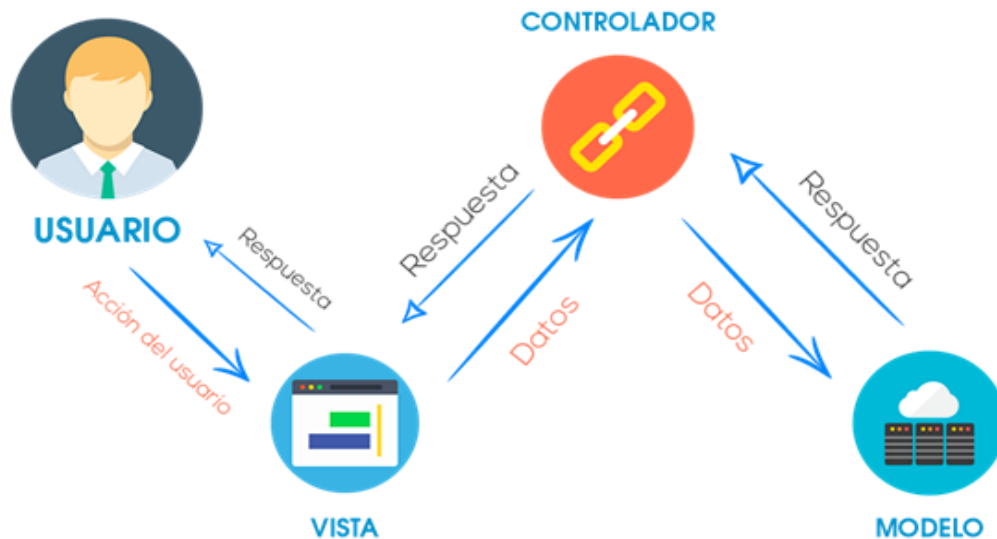 CONTROLADOR
USUARIO
Respuesta
Acción del usuario
Respuesta
Datos
Datos
Respuesta
VISTA
MODELO